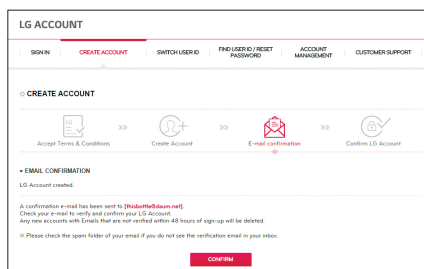 LG ACCOUNT
SIGN IN
CREATE ACCOUNT
SWITCH USER ID
FIND USER ID / RESET
PASSWORD
ACCOUNT
MANAGEMENT
CUSTOMER SUPPORT
CREATE ACCOUNT
LG
Accept Terms & Conditions
>>
Create Account
>>
E-mail confirmation
>>
Confirm LG Account
EMAIL CONFIRMATION
LG Account created.
A confirmation e-mail has been sent to [thisbottle@daum.net].
Check your e-mail to verify and confirm your LG Account.
Any new accounts with Emails that are not verified within 48 hours of sign-up will be deleted.
※ Please check the spam folder of your email if you do not see the verification email in your inbox.
CONFIRM